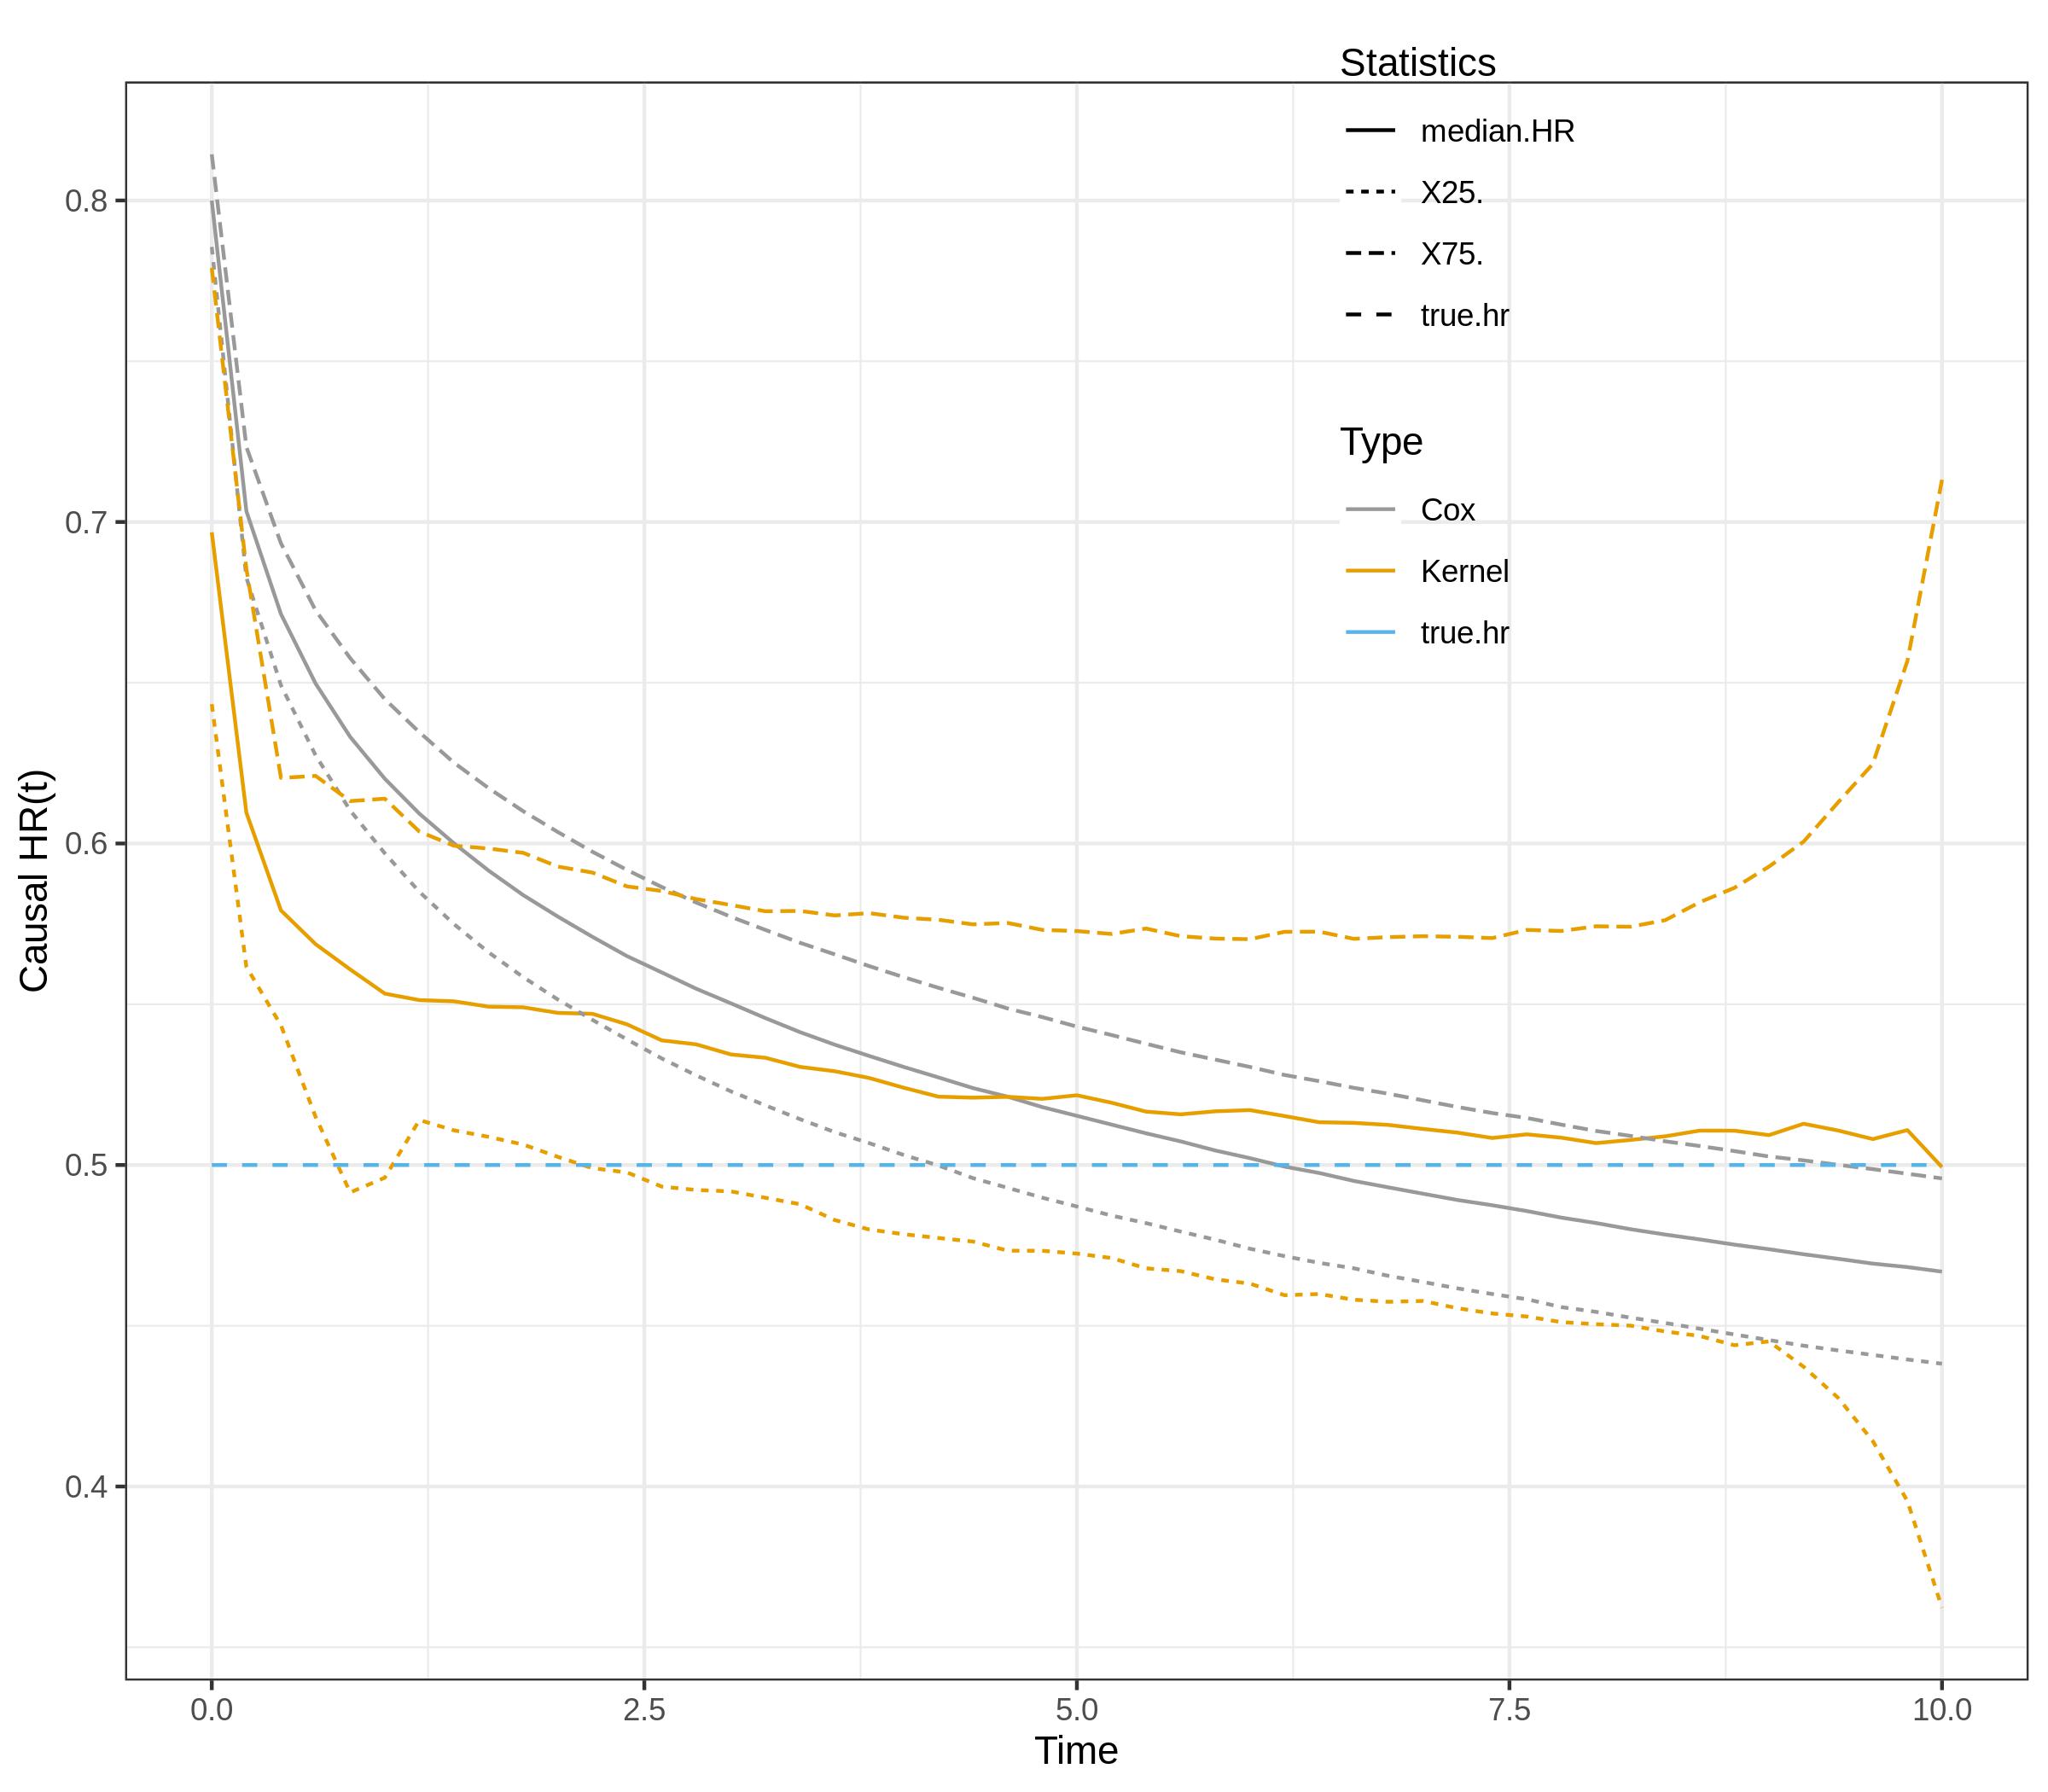 Statistics
median.HR
X25.
X75.
true.hr
Type
Cox
Kernel
true.hr
Causal HR(t)
0.8
0.7
0.6
0.5
0.4
0.0 2.5 5.0 7.5 10.0
Time